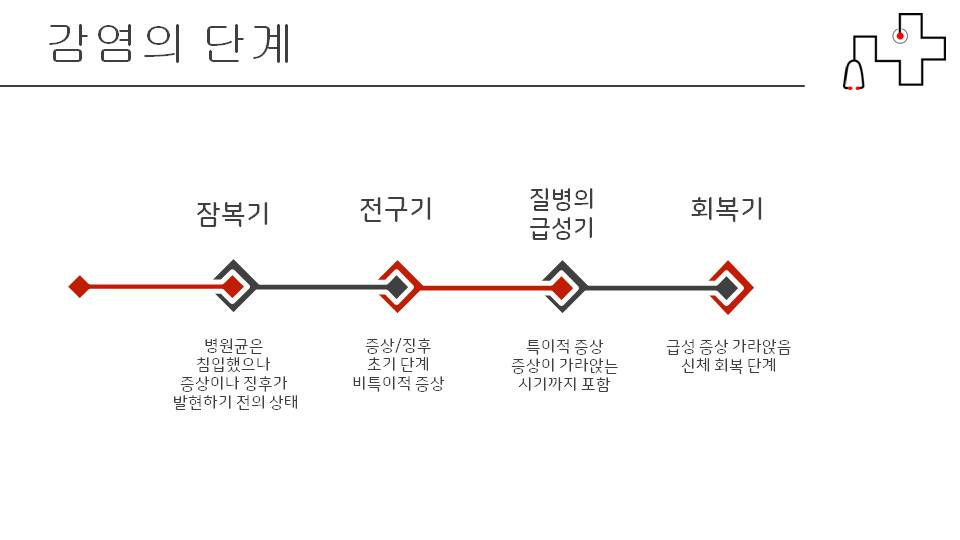 감염의 단계
잠복기
전구기
질병의
급성기
회복기
병원균은
침입했으나
증상이나 징후가
발현하기 전의 상태
증상/징후
초기 단계
비특이적 증상
특이적 증상
증상이 가라앉는
시기까지 포함
급성 증상 가라앉음
신체 회복 단계